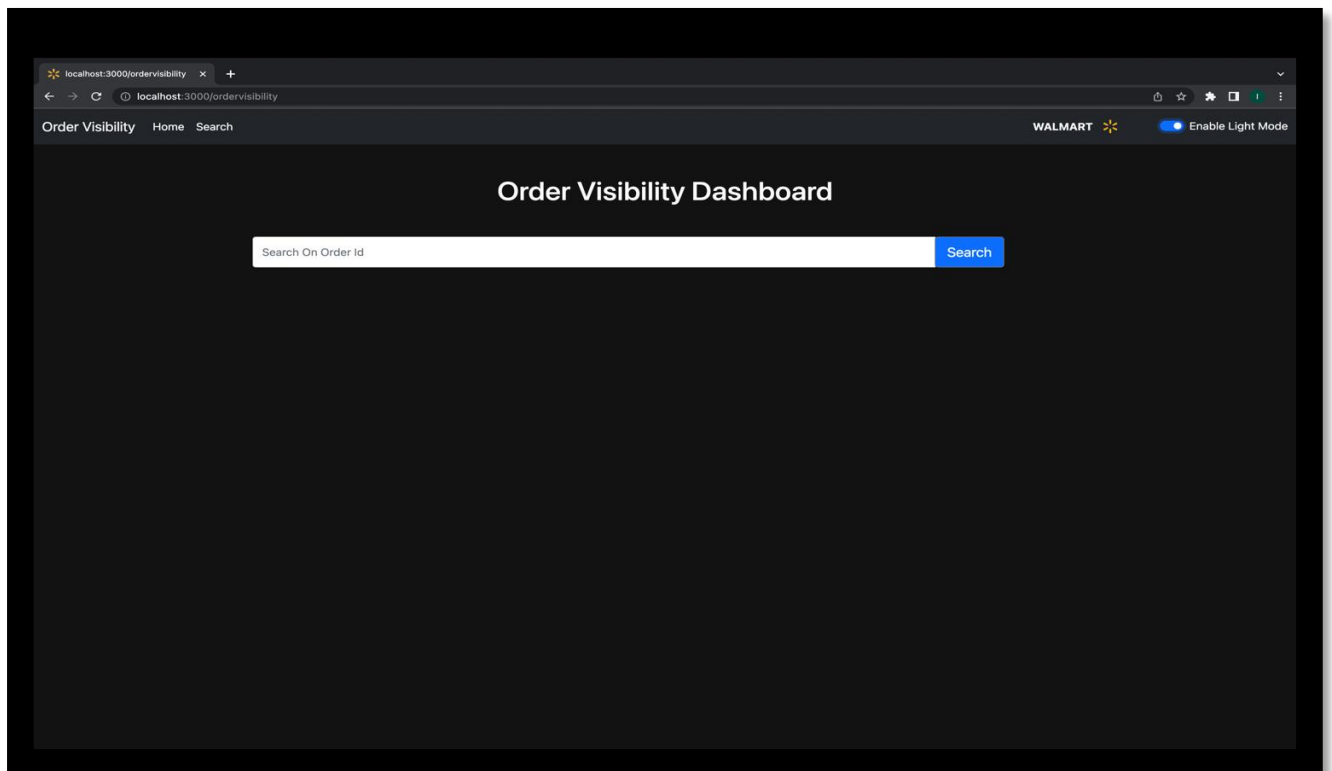 localhost:3000/ordervisibility
localhost:3000/ordervisibility
I
Order Visibility Home Search WALMART Enable Light Mode
Order Visibility Dashboard
Search On Order Id Search